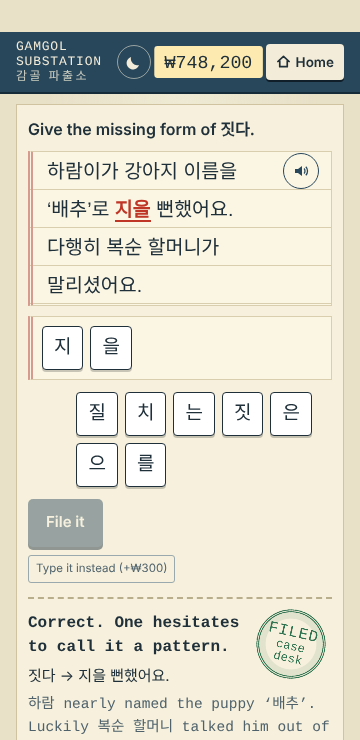 GAMGOL
SUBSTATION
감골 파출소
₩748,200
Home
Give the missing form of 짓다.
하람이가 강아지 이름을
‘배추’로 지을 뻔했어요.
다행히 복순 할머니가
말리셨어요.
지 을
질 치 는 짓 은
으 를
File it
Type it instead (+₩300)
Correct. One hesitates
to call it a pattern.
FILED
case
desk
짓다 → 지을 뻔했어요.
하람 nearly named the puppy ‘배추’.
Luckily 복순 할머니 talked him out of